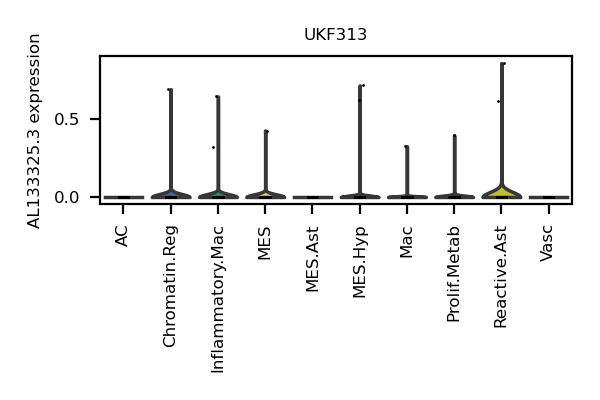 UKF313
AL133325.3 expression
0.5
0.0
AC
Chromatin.Reg
Inflammatory.Mac
MES
MES.Ast
MES.Hyp
Mac
Prolif.Metab
Reactive.Ast
Vasc